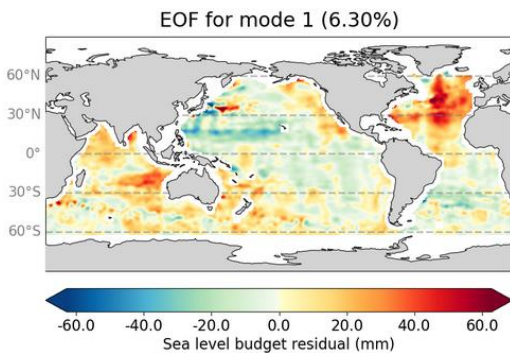 EOF for mode 1 (6.30%)
60°N
30°N
0°
30°S
60°S
-60.0 -40.0 -20.0 0.0 20.0 40.0 60.0
Sea level budget residual (mm)